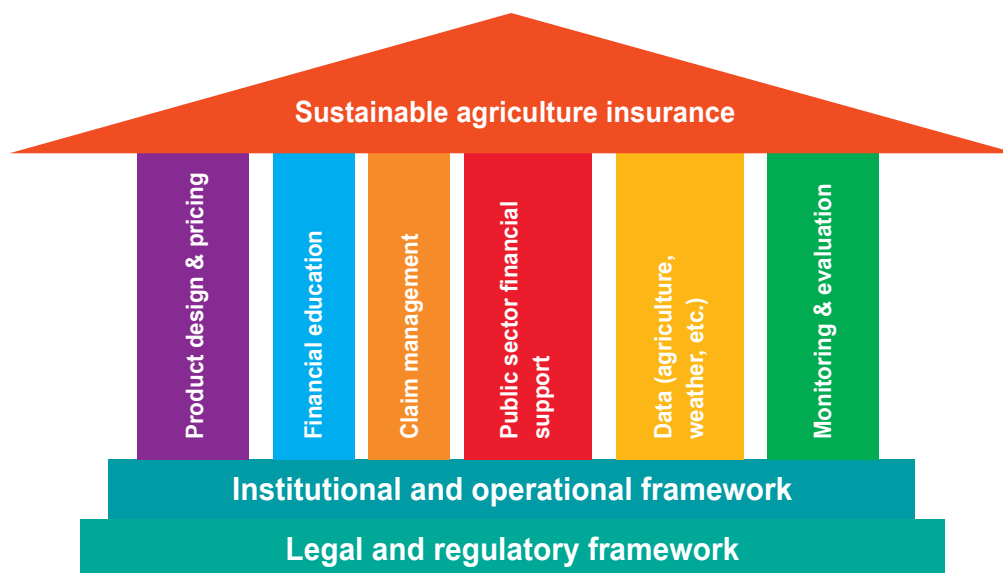 Sustainable agriculture insurance
Product design & pricing
Financial education
Claim management
Public sector financial
support
Data (agriculture,
weather, etc.)
Monitoring & evaluation
Institutional and operational framework
Legal and regulatory framework